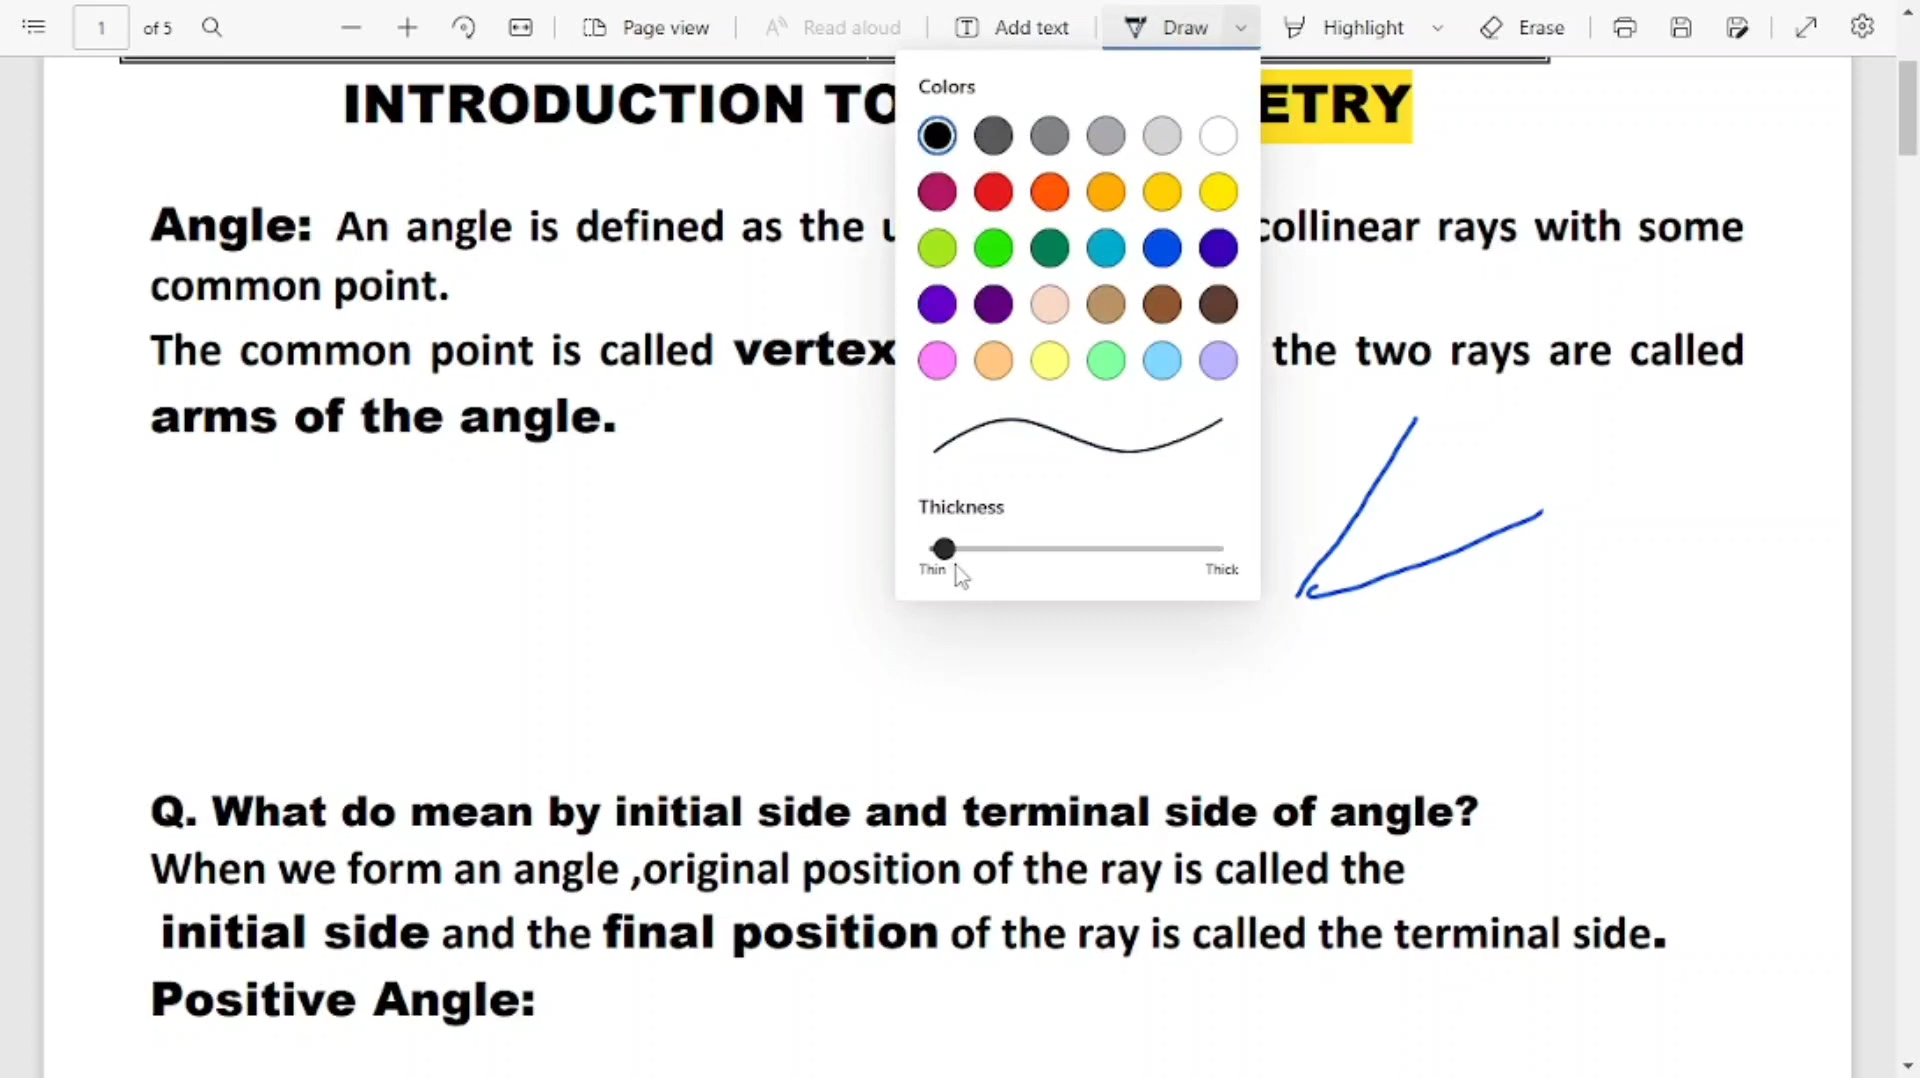 1 of 5 Page view Read aloud Add text Draw Highlight Erase
Colors
INTRODUCTION TO ETRY
Angle: An angle is defined as the collinear rays with some
common point.
The common point is called vertex the two rays are called
arms of the angle.
Thickness
Thin Thick
Q. What do mean by initial side and terminal side of angle?
When we form an angle ,original position of the ray is called the
initial side and the final position of the ray is called the terminal side.
Positive Angle: